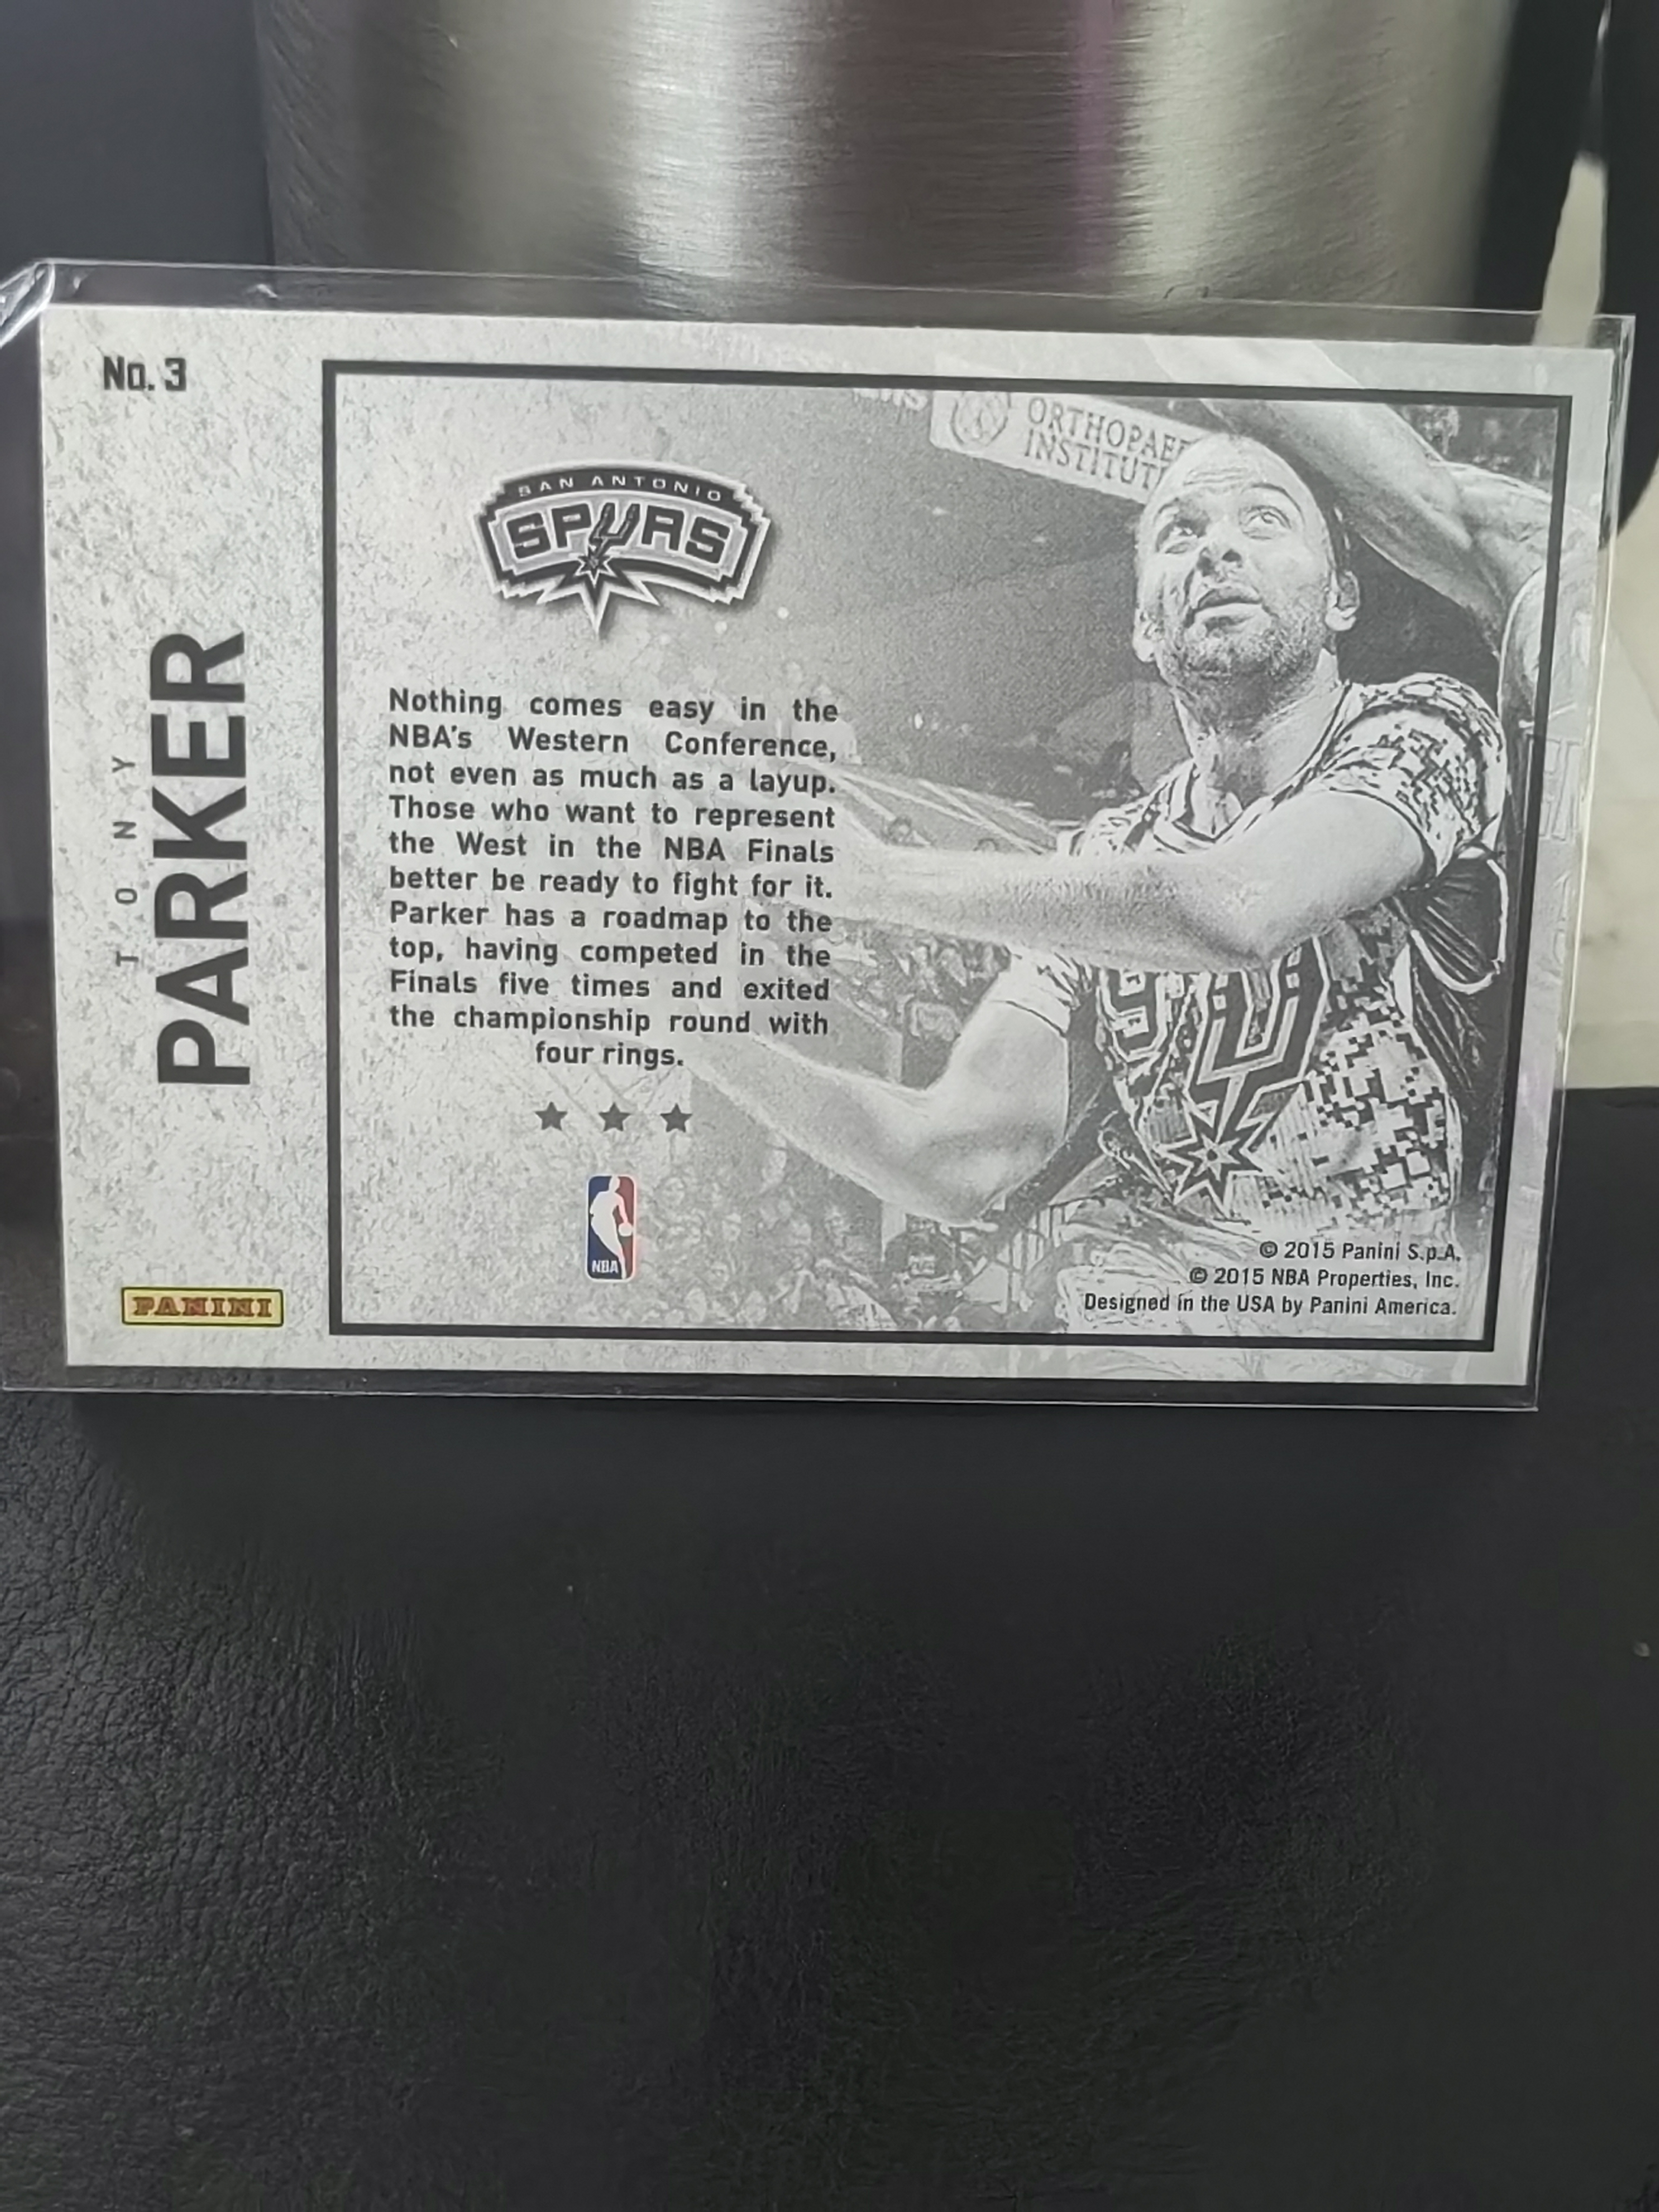 No. 3
TONY
PARKER
SAN ANTONIO
SPURS
Nothing comes easy in the
NBA's Western Conference,
not even as much as a layup.
Those who want to represent
the West in the NBA Finals
better be ready to fight for it.
Parker has a roadmap to the
top, having competed in the
Finals five times and exited
the championship round with
four rings.
NBA
PANINI
ORTHOPAE
INSTITUT
© 2015 Panini S.p.A.
© 2015 NBA Properties, Inc.
Designed in the USA by Panini America.